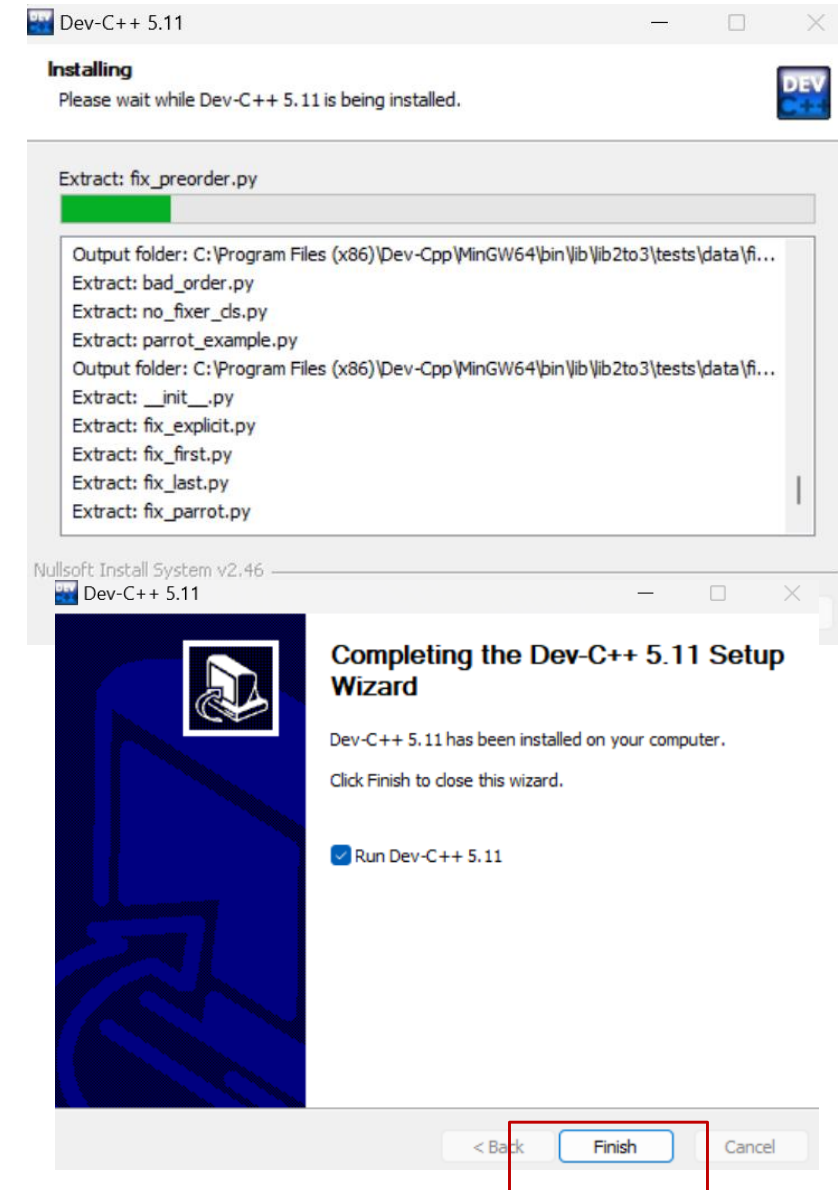 Dev-C++ 5.11
Installing
Please wait while Dev-C++ 5.11 is being installed.
DEV
C++
Extract: fix_preorder.py
Output folder: C:\Program Files (x86)\Dev-Cpp\MinGW64\bin\lib\lib2to3\tests\data\fi...
Extract: bad_order.py
Extract: no_fixer_cls.py
Extract: parrot_example.py
Output folder: C:\Program Files (x86)\Dev-Cpp\MinGW64\bin\lib\lib2to3\tests\data\fi...
Extract: __init__.py
Extract: fix_explicit.py
Extract: fix_first.py
Extract: fix_last.py
Extract: fix_parrot.py
Nullsoft Install System v2.46
Dev-C++ 5.11
Completing the Dev-C++ 5.11 Setup
Wizard
Dev-C++ 5.11 has been installed on your computer.
Click Finish to close this wizard.
Run Dev-C++ 5.11
< Back Finish Cancel